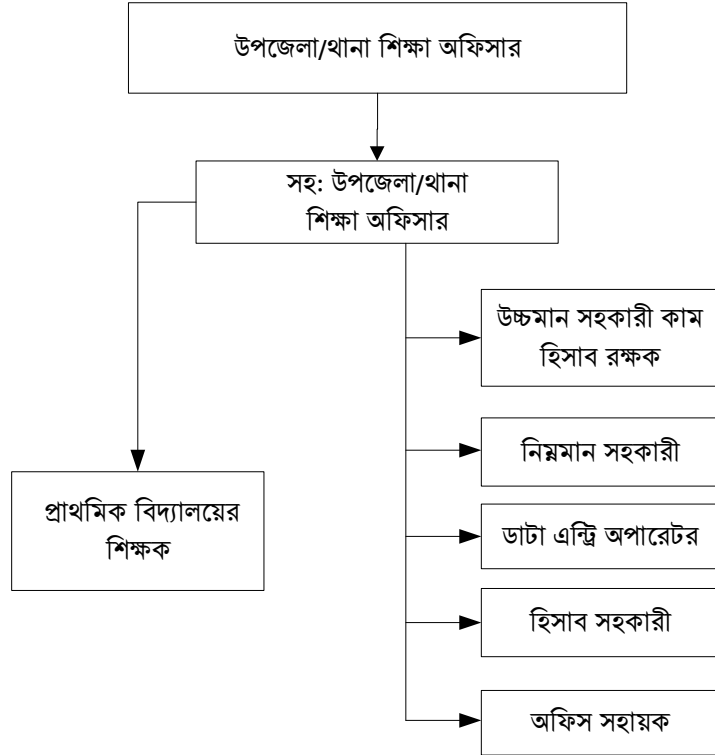 উপজেলা/থানা শিক্ষা অফিসার
সহ: উপজেলা/থানা
শিক্ষা অফিসার
উচ্চমান সহকারী কাম
হিসাব রক্ষক
নিম্নমান সহকারী
প্রাথমিক বিদ্যালয়ের
শিক্ষক
ডাটা এন্ট্রি অপারেটর
হিসাব সহকারী
অফিস সহায়ক